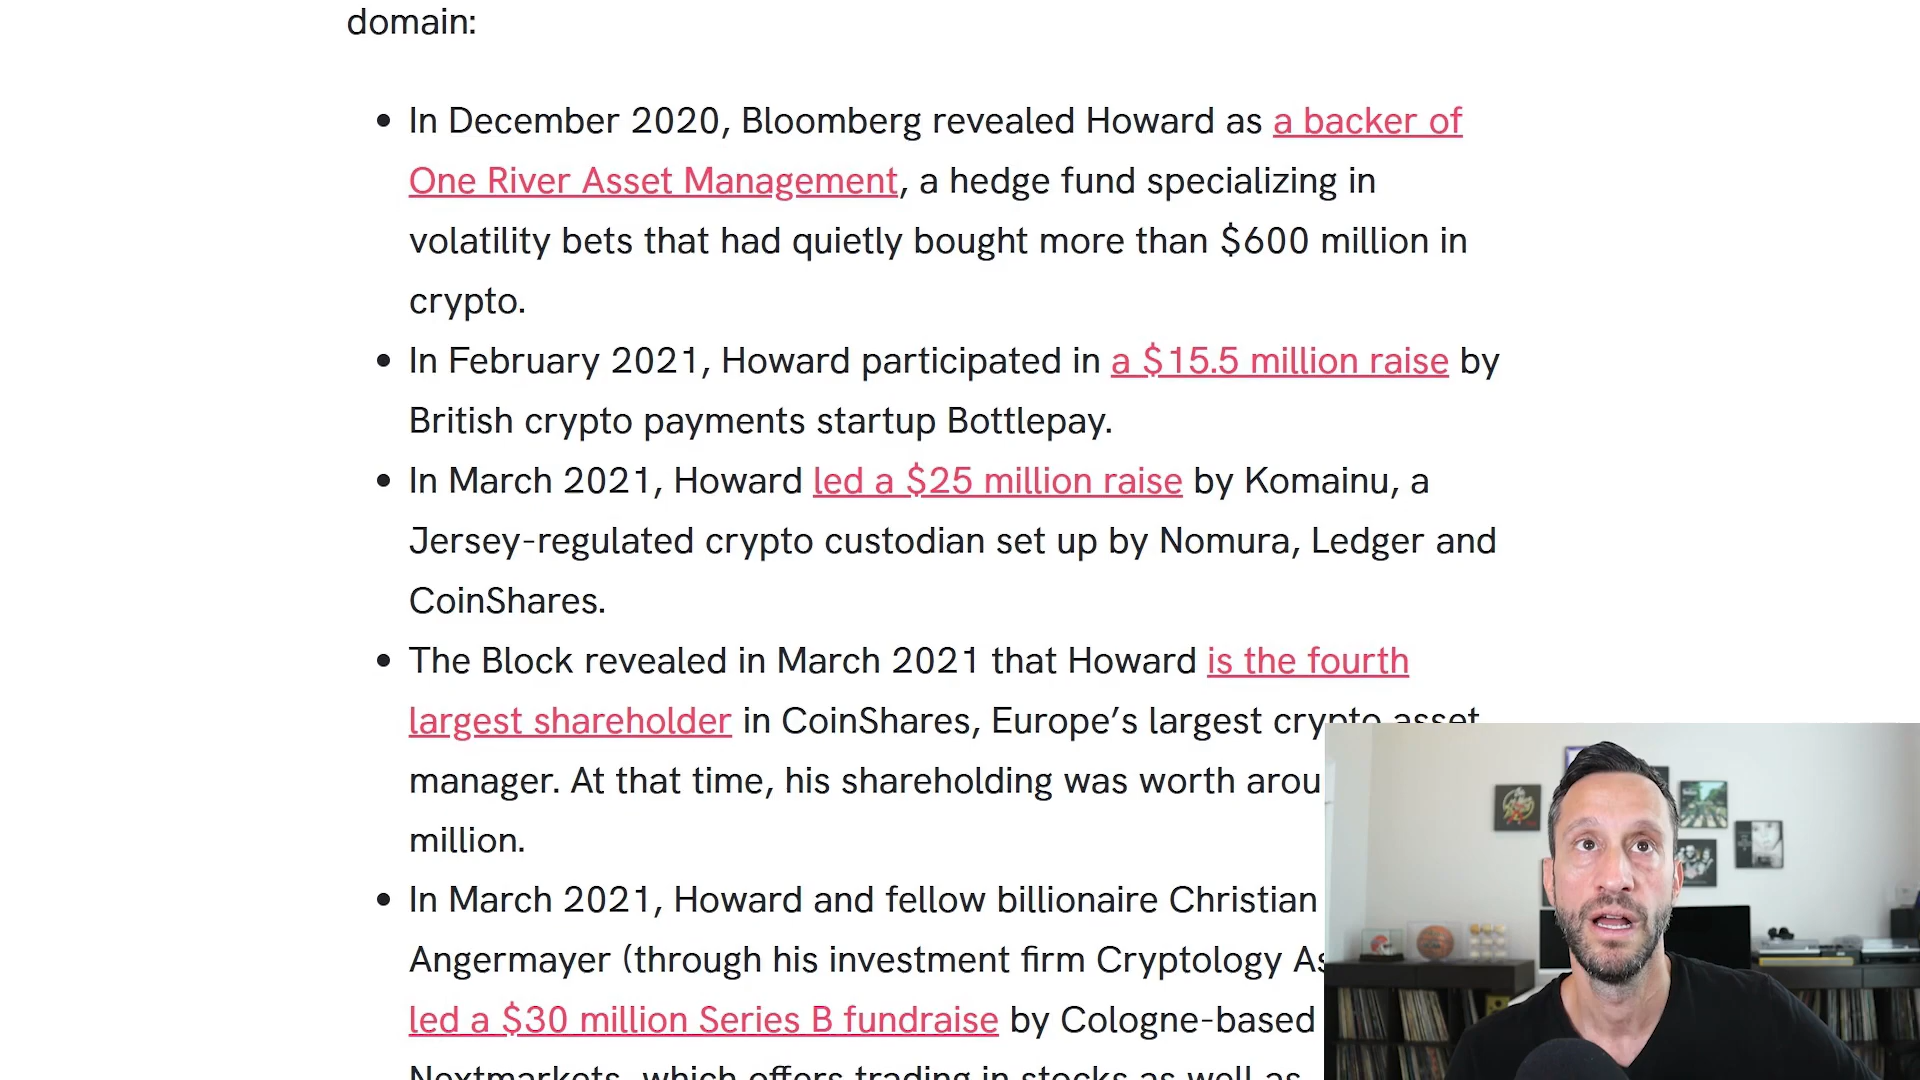 domain:
In December 2020, Bloomberg revealed Howard as a backer of
One River Asset Management, a hedge fund specializing in
volatility bets that had quietly bought more than $600 million in
crypto.
In February 2021, Howard participated in a $15.5 million raise by
British crypto payments startup Bottlepay.
In March 2021, Howard led a $25 million raise by Komainu, a
Jersey-regulated crypto custodian set up by Nomura, Ledger and
CoinShares.
The Block revealed in March 2021 that Howard is the fourth
largest shareholder in CoinShares, Europe’s largest crypto asset
manager. At that time, his shareholding was worth arou
million.
In March 2021, Howard and fellow billionaire Christian
Angermayer (through his investment firm Cryptology As
led a $30 million Series B fundraise by Cologne-based
Nextmarkets, which offers trading in stocks as well as